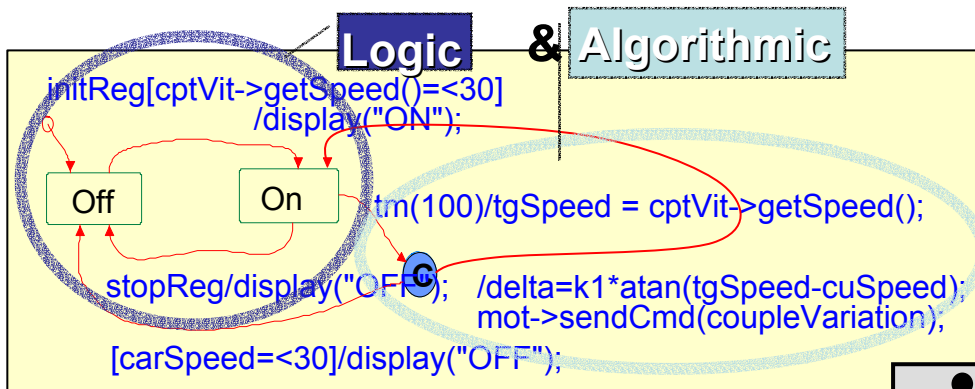 Logic & Algorithmic
initReg[cptVit->getSpeed()=<30]
/display("ON");
Off
On
tm(100)/tgSpeed = cptVit->getSpeed();
C
stopReg/display("OFF");
/delta=k1*atan(tgSpeed-cuSpeed);
mot->sendCmd(coupleVariation);
[carSpeed=<30]/display("OFF");